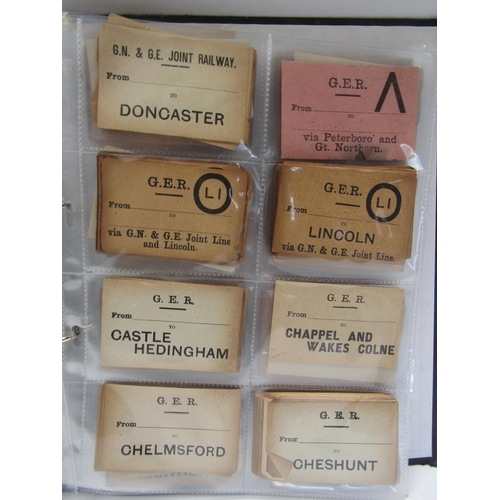 G.N. & G.E. JOINT RAILWAY.
From
TO
DONCASTER
G.E.R.
From
TO
via Peterboro' and
Gt. Northern.
G.E.R.
L1
From
TO
via G.N. & G.E. Joint Line
and Lincoln.
G.E.R.
L1
From
TO
LINCOLN
via G.N. & G.E. Joint Line.
G. E. R.
From
TO
CASTLE
HEDINGHAM
G. E. R.
From
TO
CHAPPEL AND
WAKES COLNE
G. E. R.
From
TO
CHELMSFORD
G. E. R.
From
TO
CHESHUNT